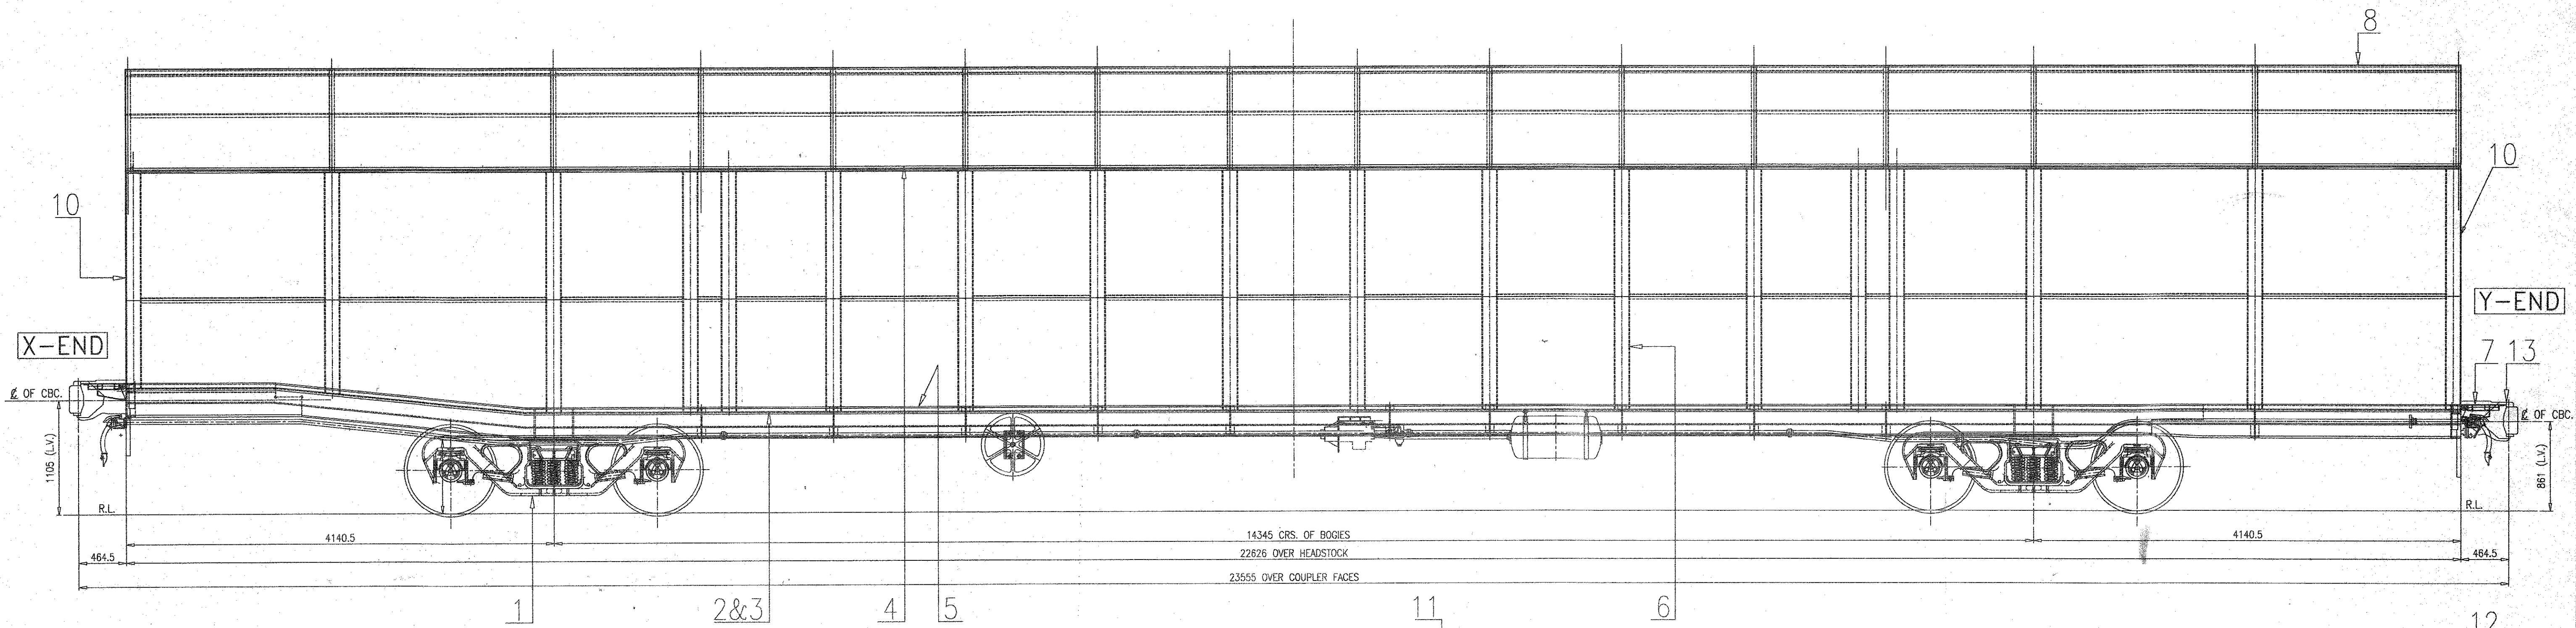 8
10
10
X-END
Y-END
7 13
℄ OF CBC.
℄ OF CBC.
1105 (L.V.)
861 (L.V.)
R.L.
R.L.
4140.5
14345 CRS. OF BOGIES
4140.5
464.5
22626 OVER HEADSTOCK
464.5
23555 OVER COUPLER FACES
1
2&3
4
5
11
6
12